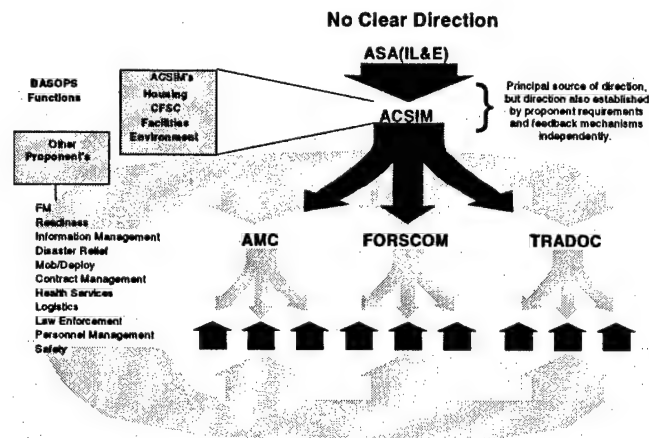 No Clear Direction
ASA(IL&E)
BASOPS
Functions
ACSIM's
Housing
CFSC
Facilities
Environment
ACSIM
Principal source of direction,
but direction also established
by proponent requirements
and feedback mechanisms
independently.
Other
Proponent's
FM
Readiness
Information Management
Disaster Relief
Mob/Deploy
Contract Management
Health Services
Logistics
Law Enforcement
Personnel Management
Safety
AMC
FORSCOM
TRADOC